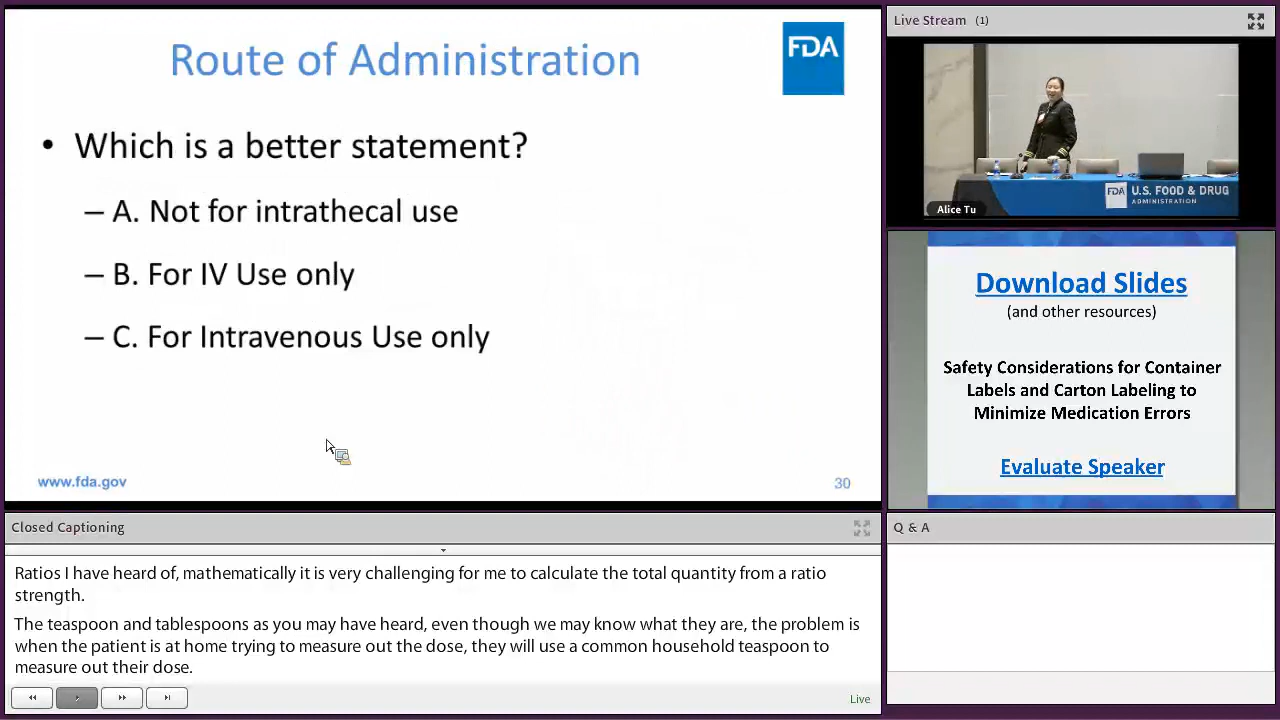 Route of Administration
FDA
• Which is a better statement?
– A. Not for intrathecal use
– B. For IV Use only
– C. For Intravenous Use only
www.fda.gov
30
Live Stream (1)
FDA
U.S. FOOD & DRUG
ADMINISTRATION
Alice Tu
Download Slides
(and other resources)
Safety Considerations for Container
Labels and Carton Labeling to
Minimize Medication Errors
Evaluate Speaker
Closed Captioning
Ratios I have heard of, mathematically it is very challenging for me to calculate the total quantity from a ratio
strength.
The teaspoon and tablespoons as you may have heard, even though we may know what they are, the problem is
when the patient is at home trying to measure out the dose, they will use a common household teaspoon to
measure out their dose.
Live
Q & A